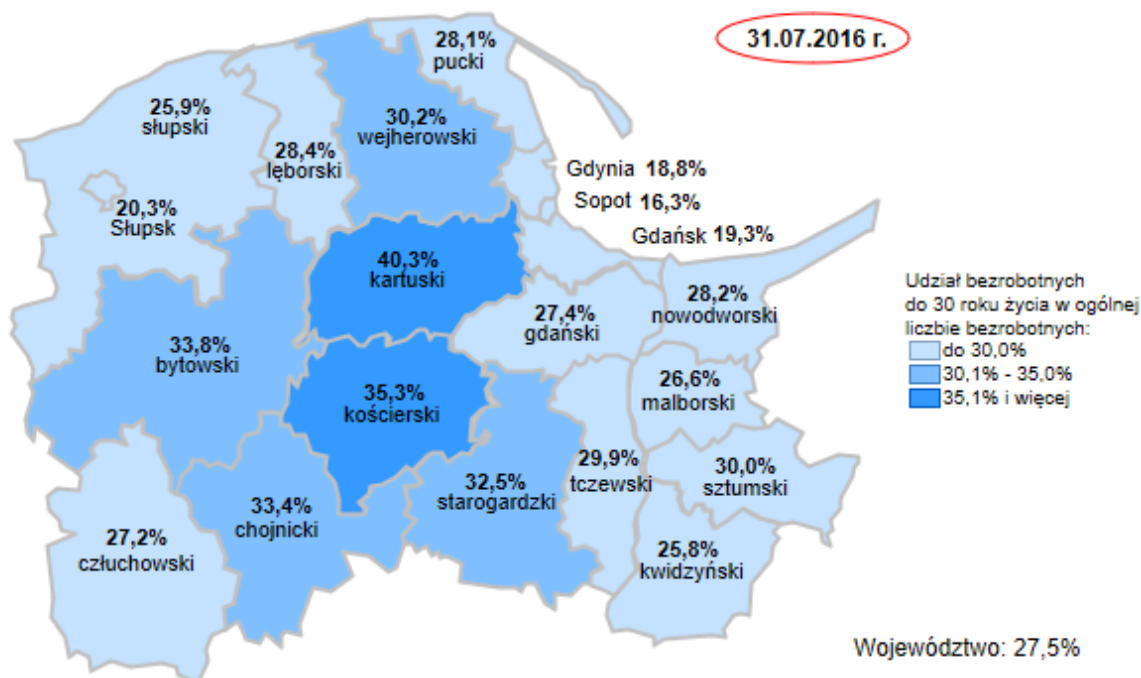 31.07.2016 r.
28,1%
pucki
25,9%
słupski
30,2%
wejherowski
28,4%
lęborski
Gdynia 18,8%
Sopot 16,3%
Gdańsk 19,3%
20,3%
Słupsk
40,3%
kartuski
28,2%
nowodworski
27,4%
gdański
33,8%
bytowski
35,3%
kościerski
26,6%
malborski
29,9%
tczewski
30,0%
sztumski
32,5%
starogardzki
33,4%
chojnicki
27,2%
człuchowski
25,8%
kwidzyński
Udział bezrobotnych
do 30 roku życia w ogólnej
liczbie bezrobotnych:
do 30,0%
30,1% - 35,0%
35,1% i więcej
Województwo: 27,5%